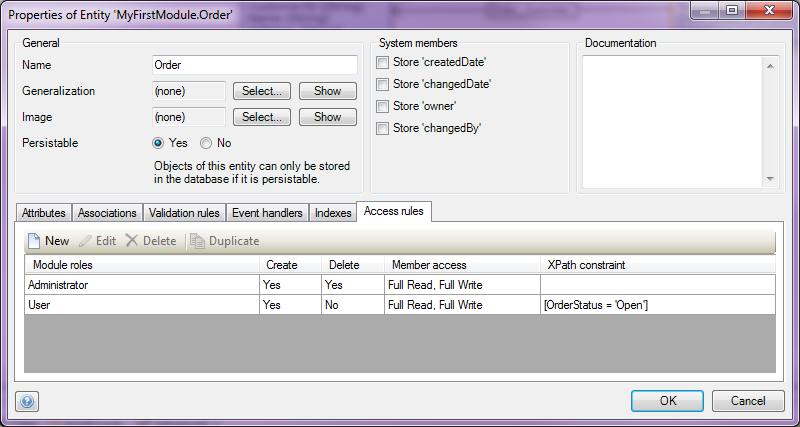 Properties of Entity 'MyFirstModule.Order'
General
Name Order
Generalization (none) Select... Show
Image (none) Select... Show
Persistable Yes No
Objects of this entity can only be stored
in the database if it is persistable.
System members
Store 'createdDate'
Store 'changedDate'
Store 'owner'
Store 'changedBy'
Documentation
Attributes Associations Validation rules Event handlers Indexes Access rules
New Edit Delete Duplicate
Module roles Create Delete Member access XPath constraint
Administrator Yes Yes Full Read, Full Write
User Yes No Full Read, Full Write [OrderStatus = 'Open']
OK Cancel